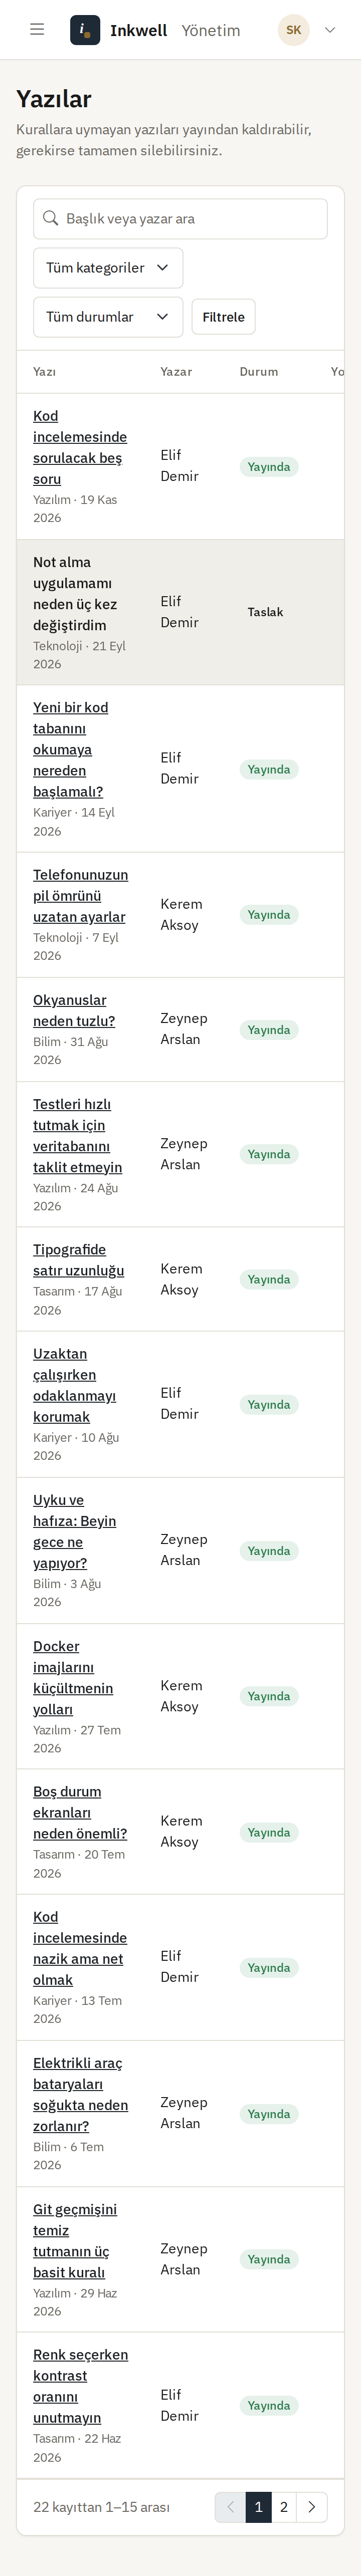 i.
Inkwell Yönetim
SK
Yazılar
Kurallara uymayan yazıları yayından kaldırabilir,
gerekirse tamamen silebilirsiniz.
Başlık veya yazar ara
Tüm kategoriler
Tüm durumlar
Filtrele
Yazı Yazar Durum
Kod
incelemesinde
sorulacak beş
soru
Yazılım · 19 Kas
2026
Elif
Demir
Yayında
Not alma
uygulamamı
neden üç kez
değiştirdim
Teknoloji · 21 Eyl
2026
Elif
Demir
Taslak
Yeni bir kod
tabanını
okumaya
nereden
başlamalı?
Kariyer · 14 Eyl
2026
Elif
Demir
Yayında
Telefonunuzun
pil ömrünü
uzatan ayarlar
Teknoloji · 7 Eyl
2026
Kerem
Aksoy
Yayında
Okyanuslar
neden tuzlu?
Bilim · 31 Ağu
2026
Zeynep
Arslan
Yayında
Testleri hızlı
tutmak için
veritabanını
taklit etmeyin
Yazılım · 24 Ağu
2026
Zeynep
Arslan
Yayında
Tipografide
satır uzunluğu
Tasarım · 17 Ağu
2026
Kerem
Aksoy
Yayında
Uzaktan
çalışırken
odaklanmayı
korumak
Kariyer · 10 Ağu
2026
Elif
Demir
Yayında
Uyku ve
hafıza: Beyin
gece ne
yapıyor?
Bilim · 3 Ağu
2026
Zeynep
Arslan
Yayında
Docker
imajlarını
küçültmenin
yolları
Yazılım · 27 Tem
2026
Kerem
Aksoy
Yayında
Boş durum
ekranları
neden önemli?
Tasarım · 20 Tem
2026
Kerem
Aksoy
Yayında
Kod
incelemesinde
nazik ama net
olmak
Kariyer · 13 Tem
2026
Elif
Demir
Yayında
Elektrikli araç
bataryaları
soğukta neden
zorlanır?
Bilim · 6 Tem
2026
Zeynep
Arslan
Yayında
Git geçmişini
temiz
tutmanın üç
basit kuralı
Yazılım · 29 Haz
2026
Zeynep
Arslan
Yayında
Renk seçerken
kontrast
oranını
unutmayın
Tasarım · 22 Haz
2026
Elif
Demir
Yayında
22 kayıttan 1–15 arası
1 2